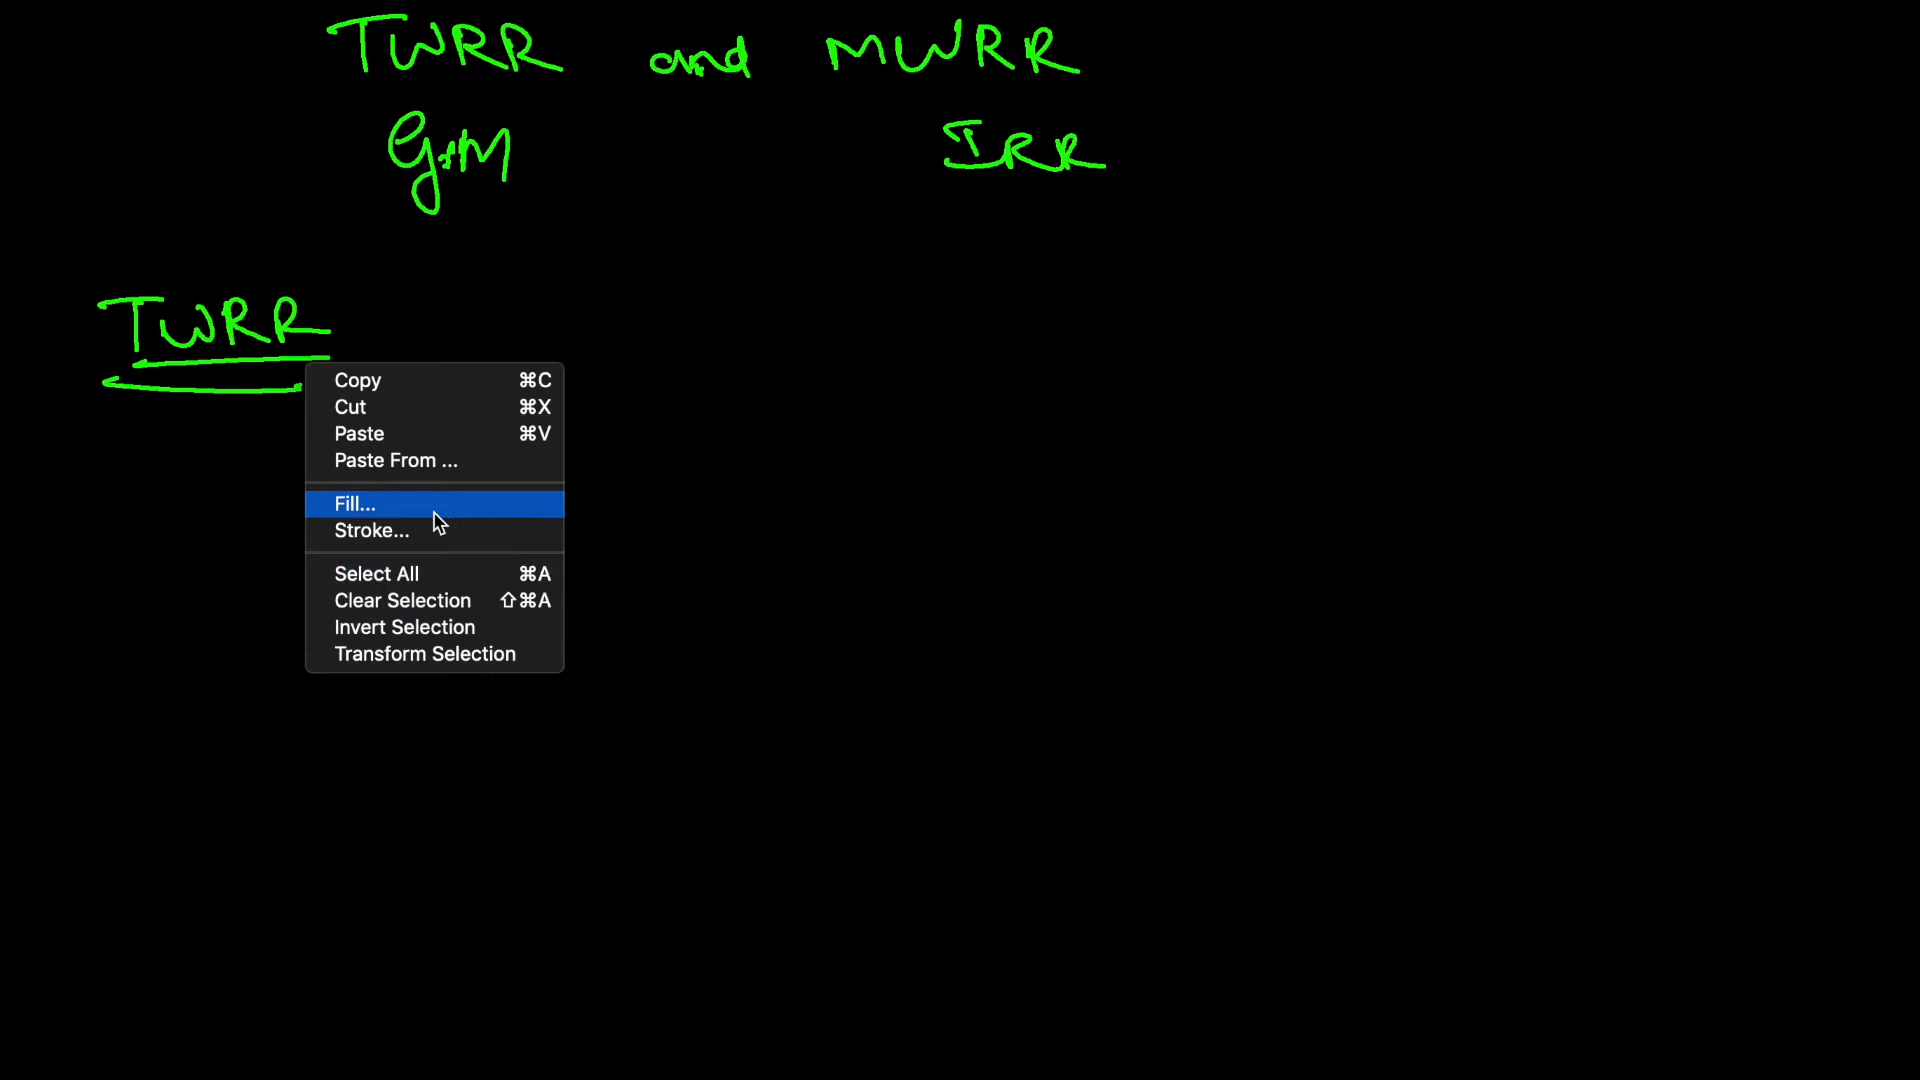 TWRR and MWRR
GM IRR
TWRR
Copy ⌘C
Cut ⌘X
Paste ⌘V
Paste From ...
Fill...
Stroke...
Select All ⌘A
Clear Selection ⇧⌘A
Invert Selection
Transform Selection